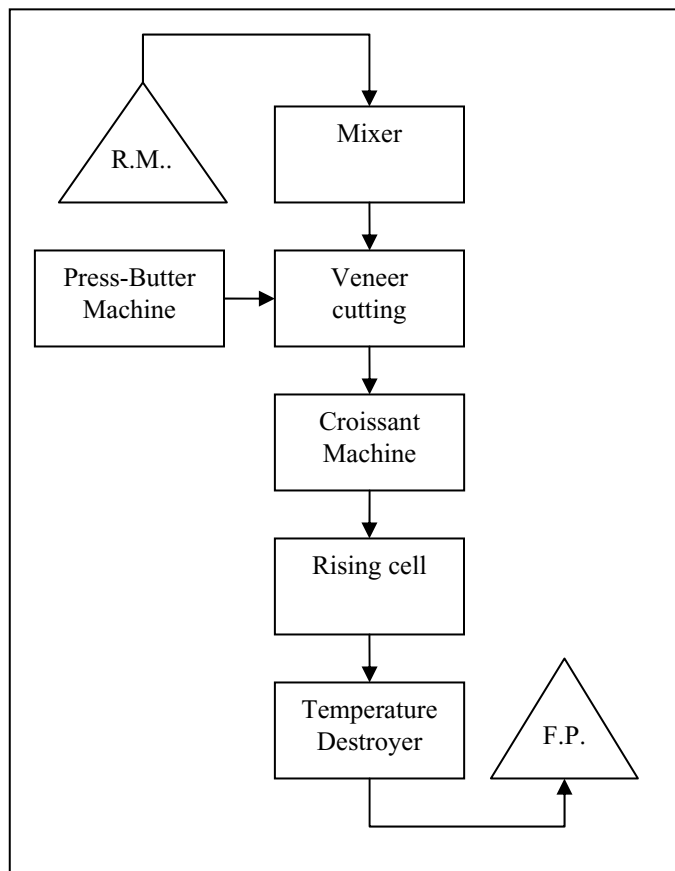 R.M..
Mixer
Press-Butter
Machine
Veneer
cutting
Croissant
Machine
Rising cell
Temperature
Destroyer
F.P.